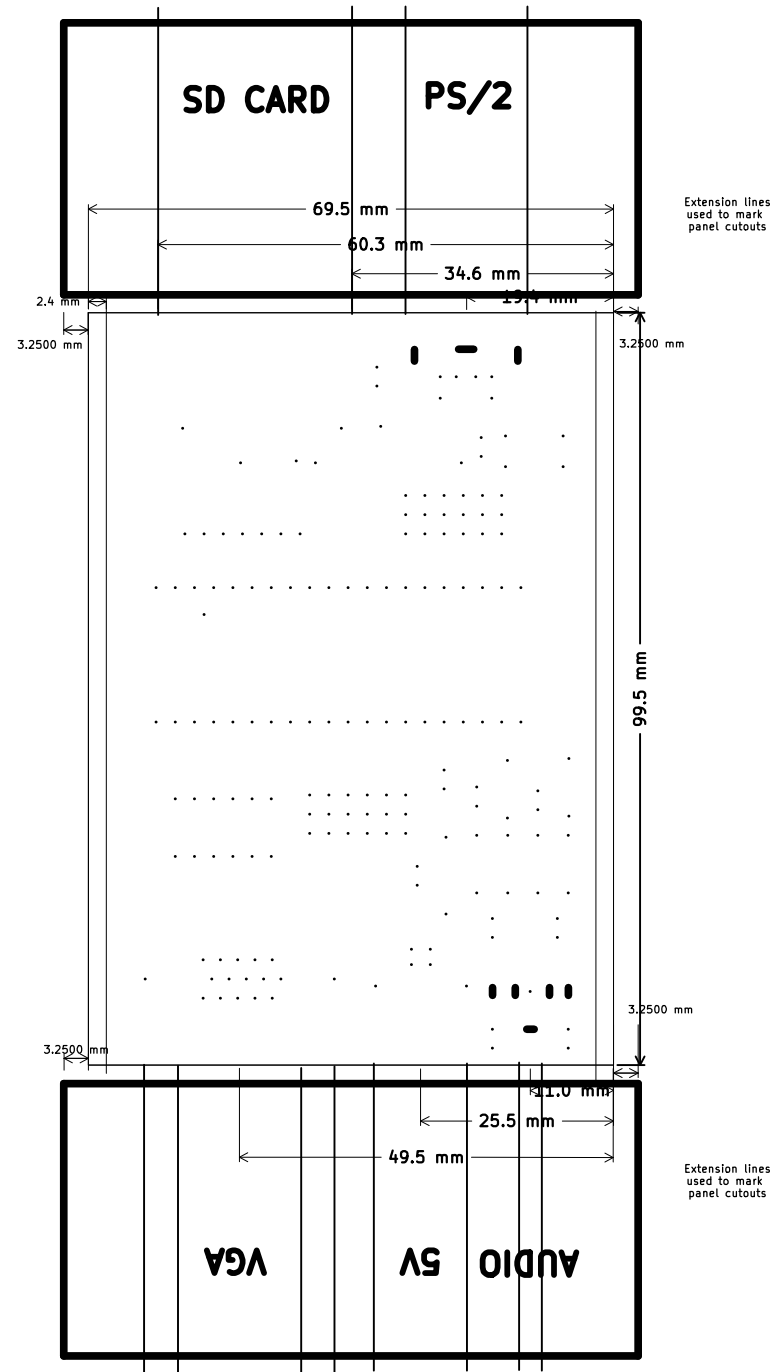 SD CARD
PS/2
69.5 mm
Extension lines
used to mark
panel cutouts
60.3 mm
34.6 mm
19.4 mm
2.4 mm
3.2500 mm
3.2500 mm
99.5 mm
3.2500 mm
3.2500 mm
11.0 mm
25.5 mm
49.5 mm
Extension lines
used to mark
panel cutouts
VGA
5V
AUDIO